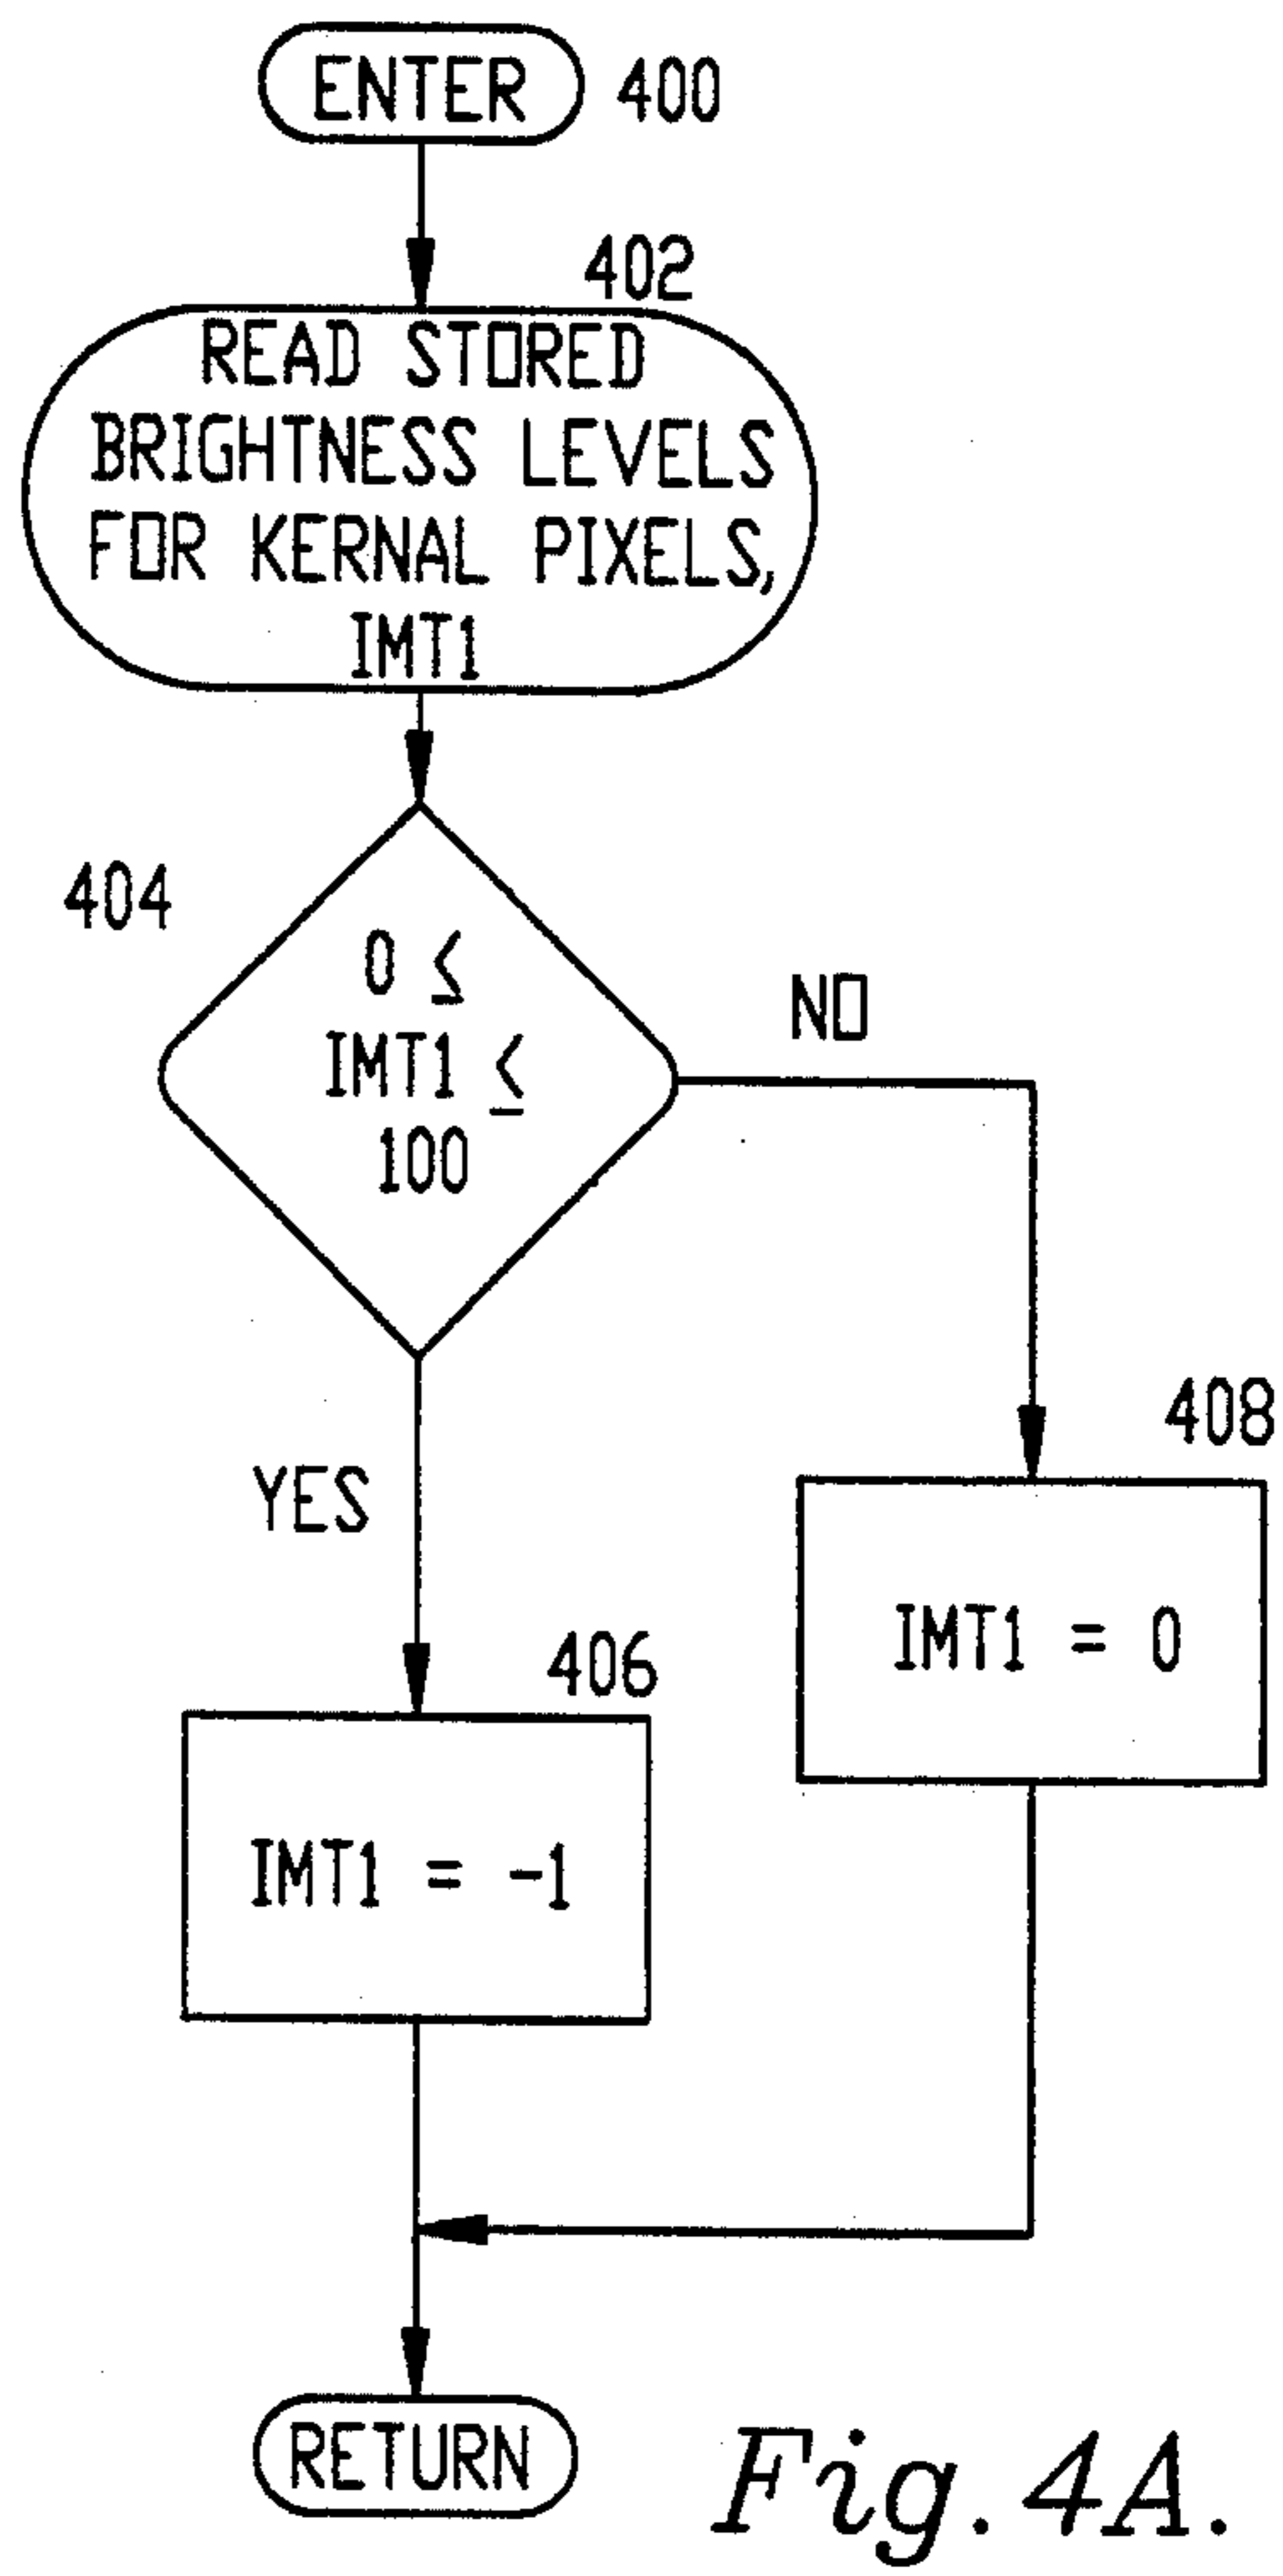 ENTER 400
402
READ STORED
BRIGHTNESS LEVELS
FOR KERNAL PIXELS,
IMT1
404
0 ≤
IMT1 ≤
100
NO
YES
408
IMT1 = 0
406
IMT1 = -1
RETURN
Fig. 4A.